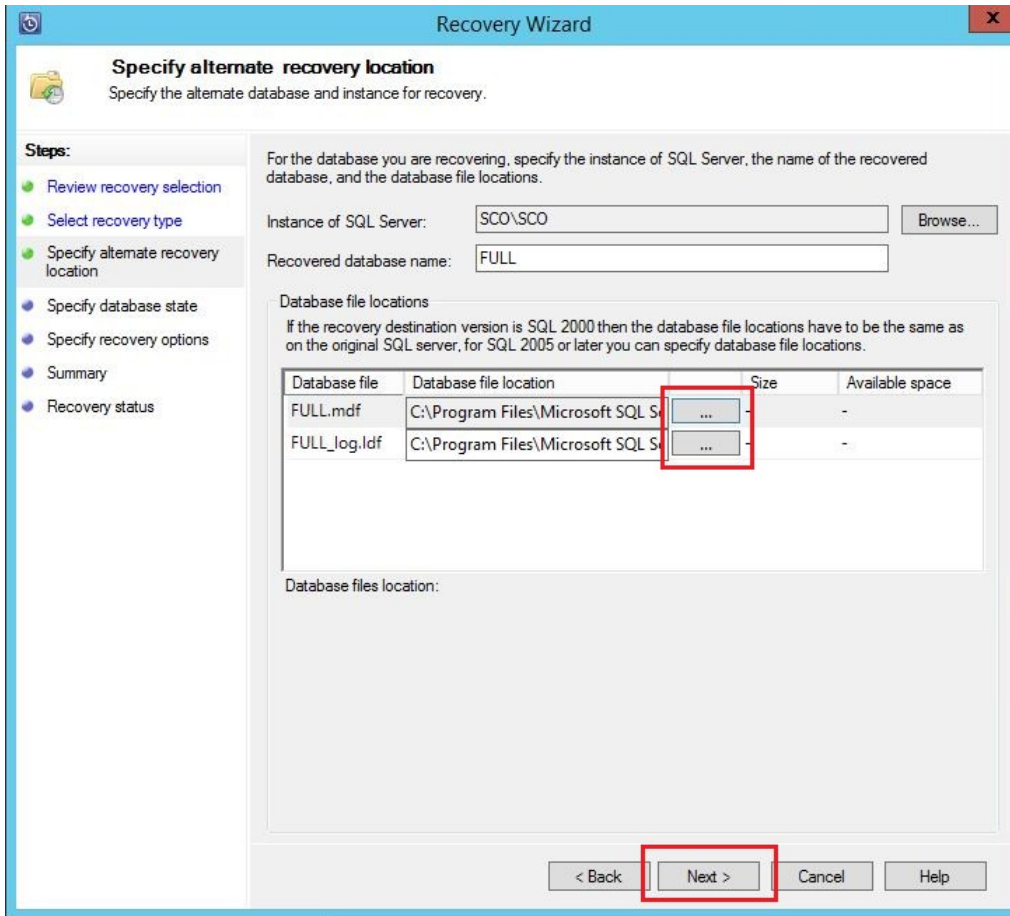 Recovery Wizard
x
Specify alternate recovery location
Specify the alternate database and instance for recovery.
Steps:
Review recovery selection
Select recovery type
Specify alternate recovery
location
Specify database state
Specify recovery options
Summary
Recovery status
For the database you are recovering, specify the instance of SQL Server, the name of the recovered
database, and the database file locations.
Instance of SQL Server: SCO\SCO Browse...
Recovered database name: FULL
Database file locations
If the recovery destination version is SQL 2000 then the database file locations have to be the same as
on the original SQL server, for SQL 2005 or later you can specify database file locations.
Database file Database file location Size Available space
FULL.mdf C:\Program Files\Microsoft SQL Se ... - -
FULL_log.ldf C:\Program Files\Microsoft SQL Se ... - -
Database files location:
< Back Next > Cancel Help